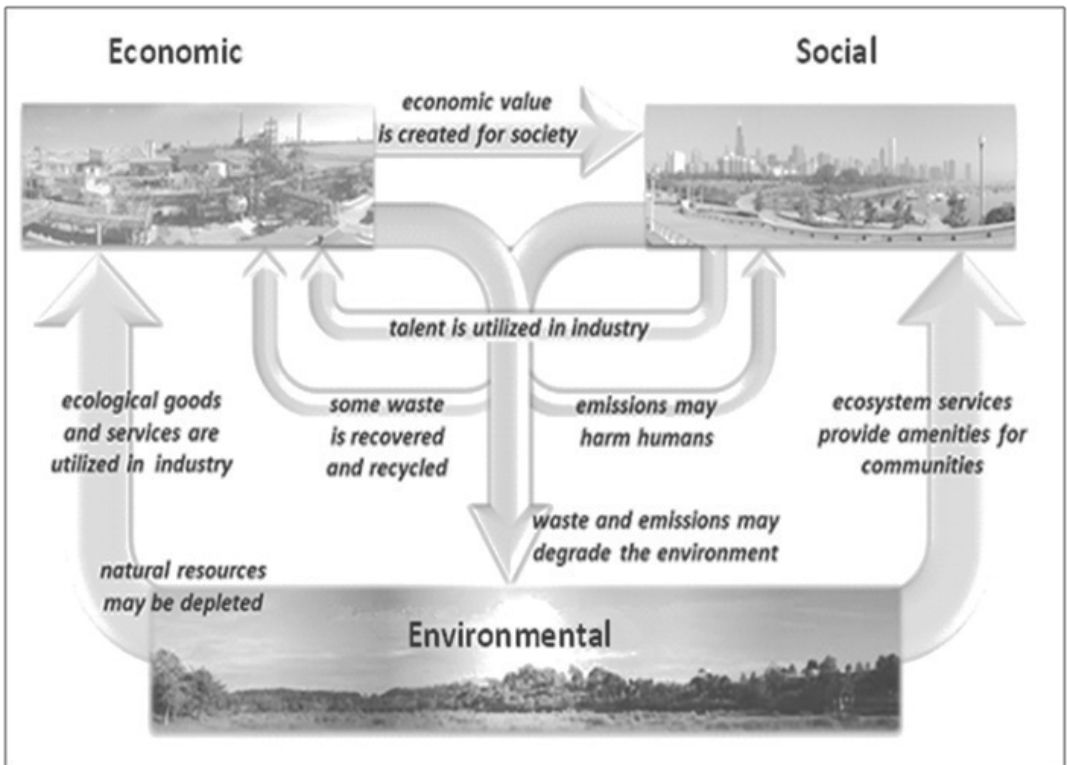 Economic
Social
economic value
is created for society
talent is utilized in industry
ecological goods
and services are
utilized in industry
some waste
is recovered
and recycled
emissions may
harm humans
ecosystem services
provide amenities for
communities
waste and emissions may
degrade the environment
natural resources
may be depleted
Environmental